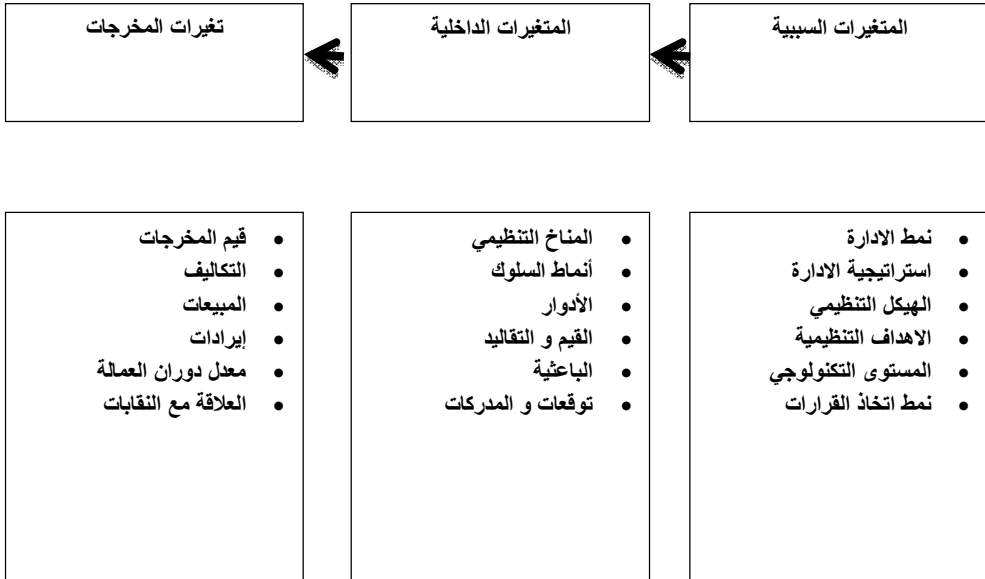 المتغيرات السببية
المتغيرات الداخلية
تغيرات المخرجات
• نمط الادارة
• استراتيجية الادارة
• الهيكل التنظيمي
• الاهداف التنظيمية
• المستوى التكنولوجي
• نمط اتخاذ القرارات
• المناخ التنظيمي
• أنماط السلوك
• الأدوار
• القيم و التقاليد
• الباعثية
• توقعات و المدركات
• قيم المخرجات
• التكاليف
• المبيعات
• إيرادات
• معدل دوران العمالة
• العلاقة مع النقابات